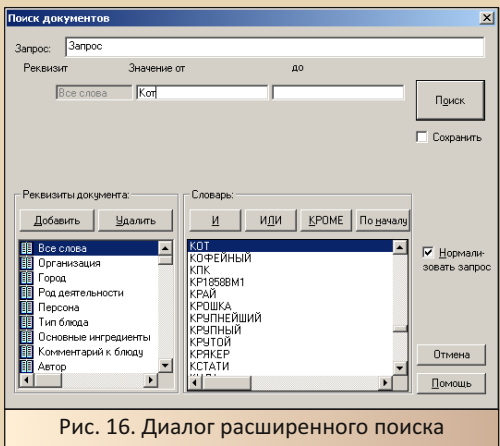 Поиск документов
Запрос: Запрос
Реквизит Значение от до
Все слова Кот
Поиск
Сохранить
Реквизиты документа: Словарь:
Добавить Удалить И ИЛИ КРОМЕ По началу
Все слова
Организация
Город
Род деятельности
Персона
Тип блюда
Основные ингредиенты
Комментарий к блюду
Автор
КОТ
КОФЕЙНЫЙ
КПК
КР1858ВМ1
КРАЙ
КРОШКА
КРУПНЕЙШИЙ
КРУПНЫЙ
КРУТОЙ
КРЯКЕР
КСТАТИ
Нормали-
зовать запрос
Отмена
Помощь
Рис. 16. Диалог расширенного поиска